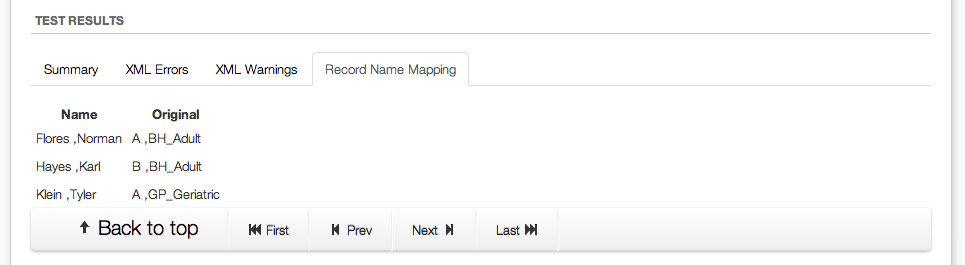 TEST RESULTS
Summary XML Errors XML Warnings Record Name Mapping
Name Original
Flores ,Norman A ,BH_Adult
Hayes ,Karl B ,BH_Adult
Klein ,Tyler A ,GP_Geriatric
Back to top First Prev Next Last